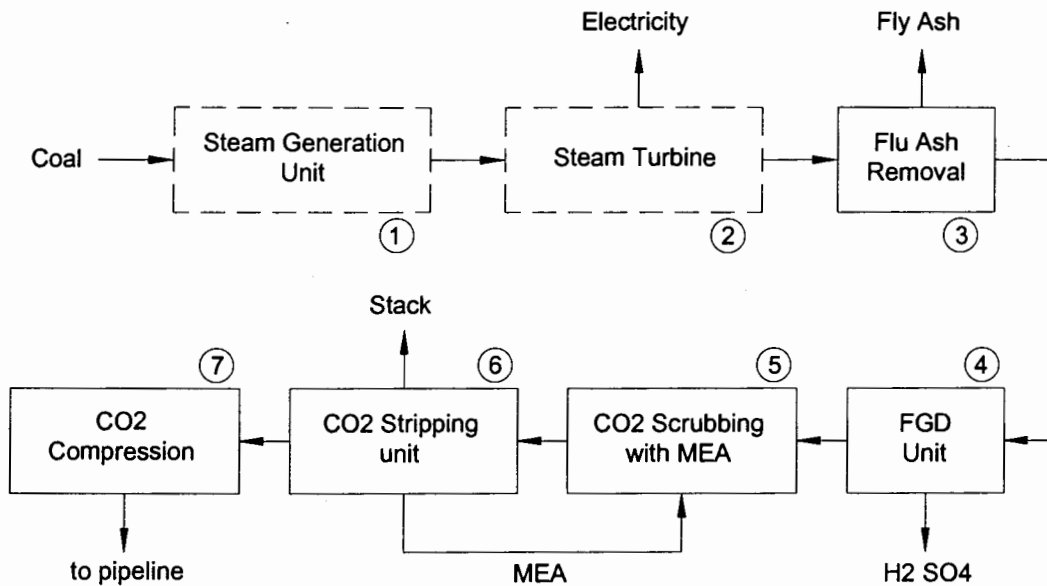 Electricity
Fly Ash
Coal
Steam Generation
Unit
Steam Turbine
Flu Ash
Removal
1
2
3
Stack
7
6
5
4
CO2
Compression
CO2 Stripping
unit
CO2 Scrubbing
with MEA
FGD
Unit
to pipeline
MEA
H2 SO4